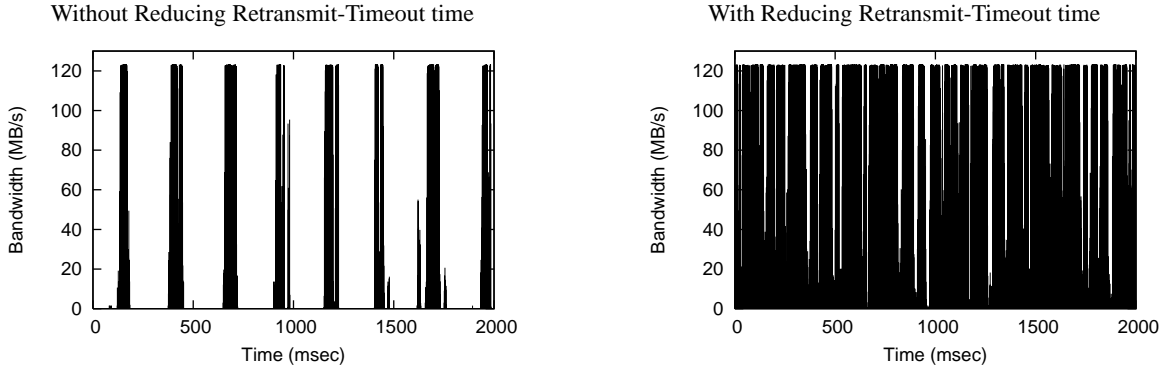 Without Reducing Retransmit-Timeout time
120
100
80
60
40
20
0
Bandwidth (MB/s)
0 500 1000 1500 2000
Time (msec)
With Reducing Retransmit-Timeout time
120
100
80
60
40
20
0
Bandwidth (MB/s)
0 500 1000 1500 2000
Time (msec)